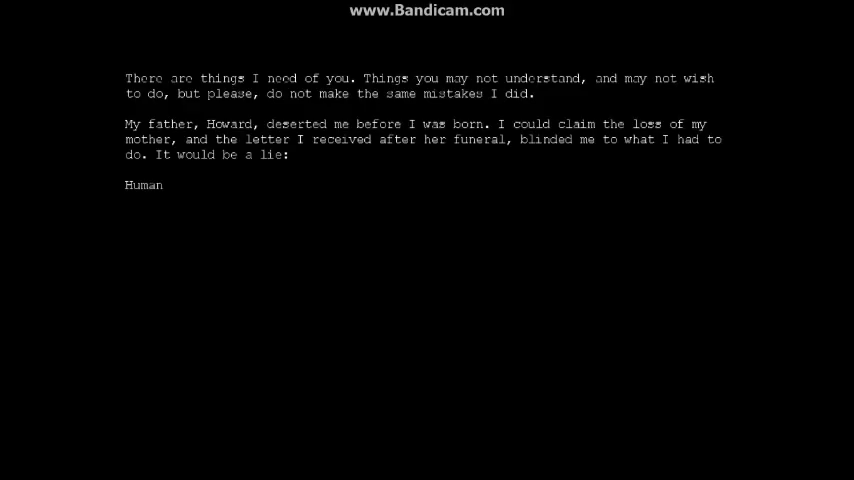 www.Bandicam.com
There are things I need of you. Things you may not understand, and may not wish
to do, but please, do not make the same mistakes I did.
My father, Howard, deserted me before I was born. I could claim the loss of my
mother, and the letter I received after her funeral, blinded me to what I had to
do. It would be a lie:
Human